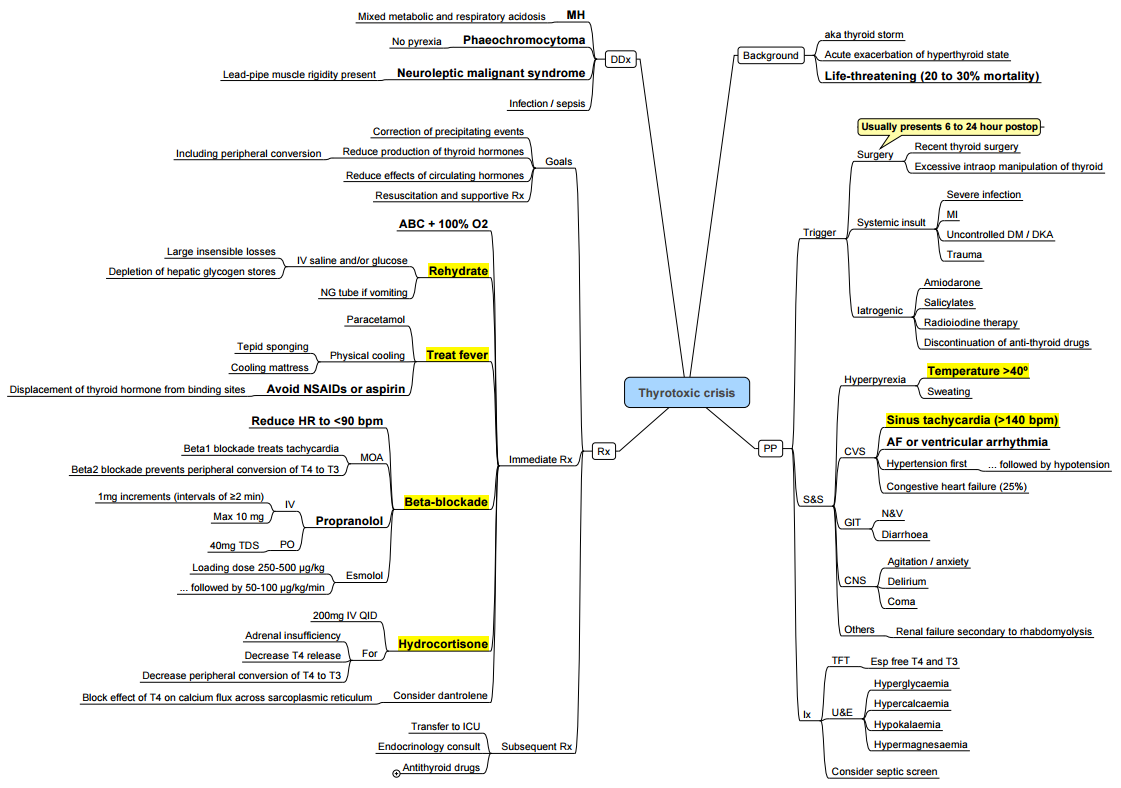 Thyrotoxic crisis
Background
aka thyroid storm
Acute exacerbation of hyperthyroid state
Life-threatening (20 to 30% mortality)
PP
Trigger
Usually presents 6 to 24 hour postop
Surgery
Recent thyroid surgery
Excessive intraop manipulation of thyroid
Systemic insult
Severe infection
MI
Uncontrolled DM / DKA
Trauma
Iatrogenic
Amiodarone
Salicylates
Radioiodine therapy
Discontinuation of anti-thyroid drugs
S&S
Hyperpyrexia
Temperature >40º
Sweating
CVS
Sinus tachycardia (>140 bpm)
AF or ventricular arrhythmia
Hypertension first
... followed by hypotension
Congestive heart failure (25%)
GIT
N&V
Diarrhoea
CNS
Agitation / anxiety
Delirium
Coma
Others
Renal failure secondary to rhabdomyolysis
Ix
TFT
Esp free T4 and T3
U&E
Hyperglycaemia
Hypercalcaemia
Hypokalaemia
Hypermagnesaemia
Consider septic screen
DDx
MH
Mixed metabolic and respiratory acidosis
Phaeochromocytoma
No pyrexia
Neuroleptic malignant syndrome
Lead-pipe muscle rigidity present
Infection / sepsis
Rx
Goals
Correction of precipitating events
Reduce production of thyroid hormones
Including peripheral conversion
Reduce effects of circulating hormones
Resuscitation and supportive Rx
Immediate Rx
ABC + 100% O2
Rehydrate
IV saline and/or glucose
Large insensible losses
Depletion of hepatic glycogen stores
NG tube if vomiting
Treat fever
Paracetamol
Physical cooling
Tepid sponging
Cooling mattress
Avoid NSAIDs or aspirin
Displacement of thyroid hormone from binding sites
Beta-blockade
Reduce HR to <90 bpm
MOA
Beta1 blockade treats tachycardia
Beta2 blockade prevents peripheral conversion of T4 to T3
Propranolol
IV
1mg increments (intervals of ≥2 min)
Max 10 mg
PO
40mg TDS
Esmolol
Loading dose 250-500 µg/kg
... followed by 50-100 µg/kg/min
Hydrocortisone
200mg IV QID
For
Adrenal insufficiency
Decrease T4 release
Decrease peripheral conversion of T4 to T3
Consider dantrolene
Block effect of T4 on calcium flux across sarcoplasmic reticulum
Subsequent Rx
Transfer to ICU
Endocrinology consult
Antithyroid drugs